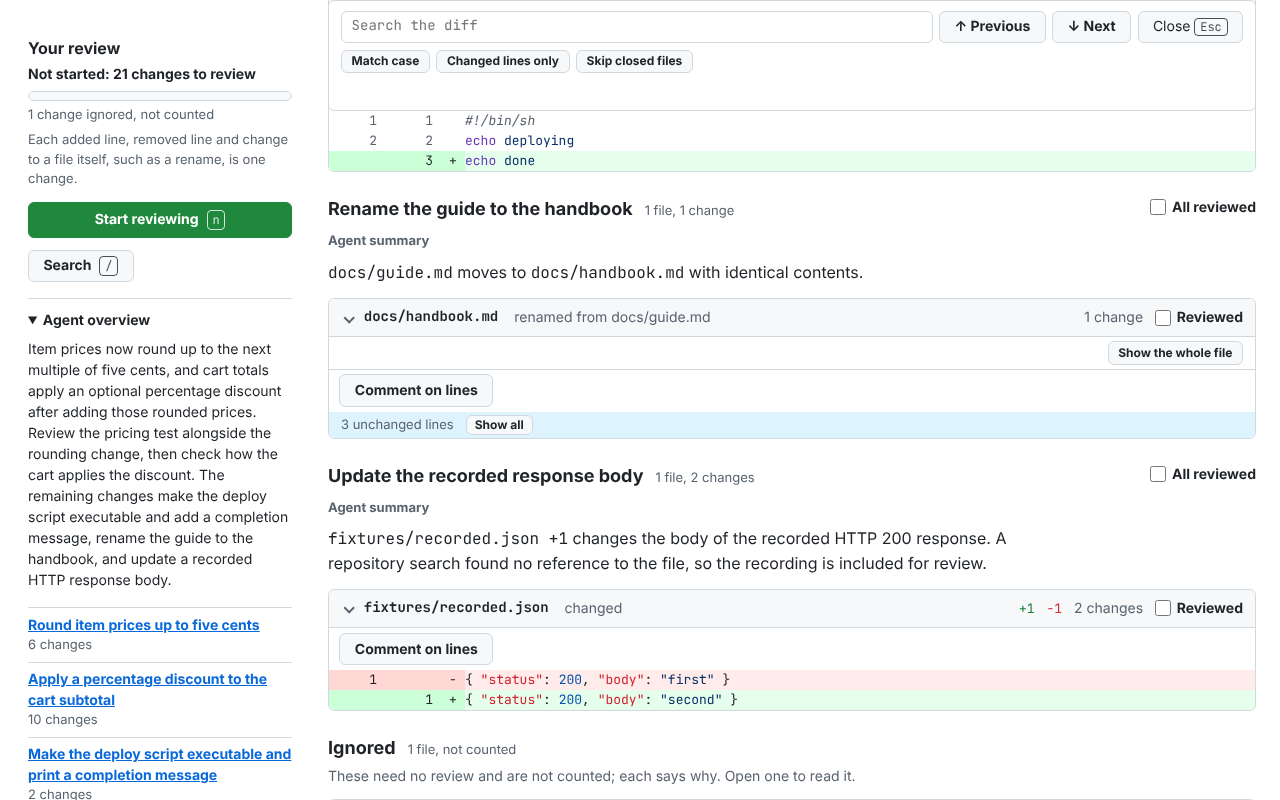 Your review
Not started: 21 changes to review
1 change ignored, not counted
Each added line, removed line and change
to a file itself, such as a rename, is one
change.
Start reviewing n
Search /
Agent overview
Item prices now round up to the next
multiple of five cents, and cart totals
apply an optional percentage discount
after adding those rounded prices.
Review the pricing test alongside the
rounding change, then check how the
cart applies the discount. The
remaining changes make the deploy
script executable and add a completion
message, rename the guide to the
handbook, and update a recorded
HTTP response body.
Round item prices up to five cents
6 changes
Apply a percentage discount to the
cart subtotal
10 changes
Make the deploy script executable and
print a completion message
2 changes
Search the diff
↑ Previous
↓ Next
Close Esc
Match case
Changed lines only
Skip closed files
1 1 #!/bin/sh
2 2 echo deploying
3 + echo done
Rename the guide to the handbook 1 file, 1 change
All reviewed
Agent summary
docs/guide.md moves to docs/handbook.md with identical contents.
docs/handbook.md renamed from docs/guide.md 1 change Reviewed
Show the whole file
Comment on lines
3 unchanged lines Show all
Update the recorded response body 1 file, 2 changes
All reviewed
Agent summary
fixtures/recorded.json +1 changes the body of the recorded HTTP 200 response. A
repository search found no reference to the file, so the recording is included for review.
fixtures/recorded.json changed +1 -1 2 changes Reviewed
Comment on lines
1 - { "status": 200, "body": "first" }
1 + { "status": 200, "body": "second" }
Ignored 1 file, not counted
These need no review and are not counted; each says why. Open one to read it.